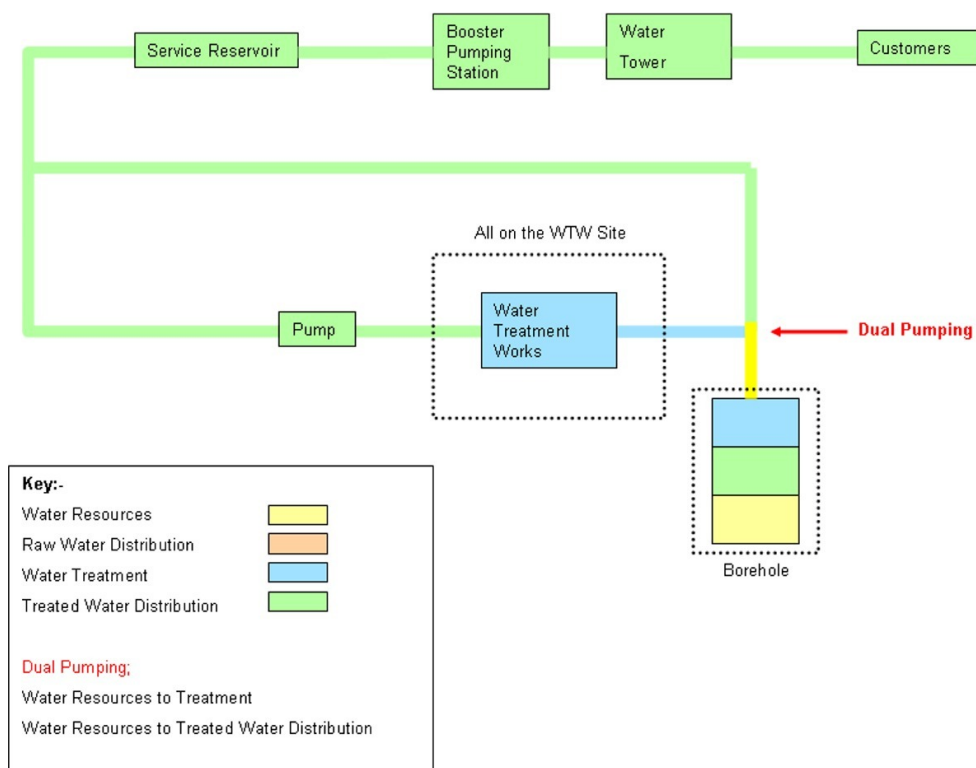 Service Reservoir
Booster
Pumping
Station
Water
Tower
Customers
All on the WTW Site
Pump
Water
Treatment
Works
Dual Pumping
Borehole
Key:-
Water Resources
Raw Water Distribution
Water Treatment
Treated Water Distribution
Dual Pumping;
Water Resources to Treatment
Water Resources to Treated Water Distribution